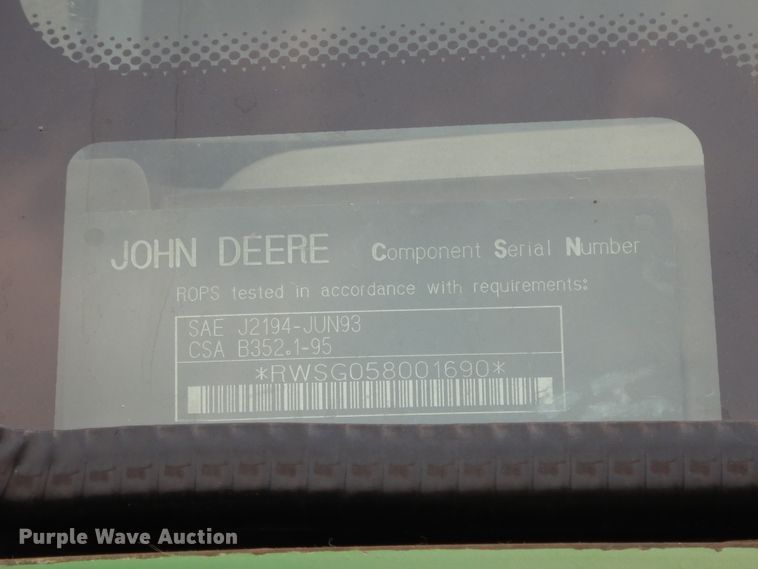 JOHN DEERE Component Serial Number
ROPS tested in accordance with requirements:
SAE J2194-JUN93
CSA B352.1-95
*RWSG058001690*
Purple Wave Auction